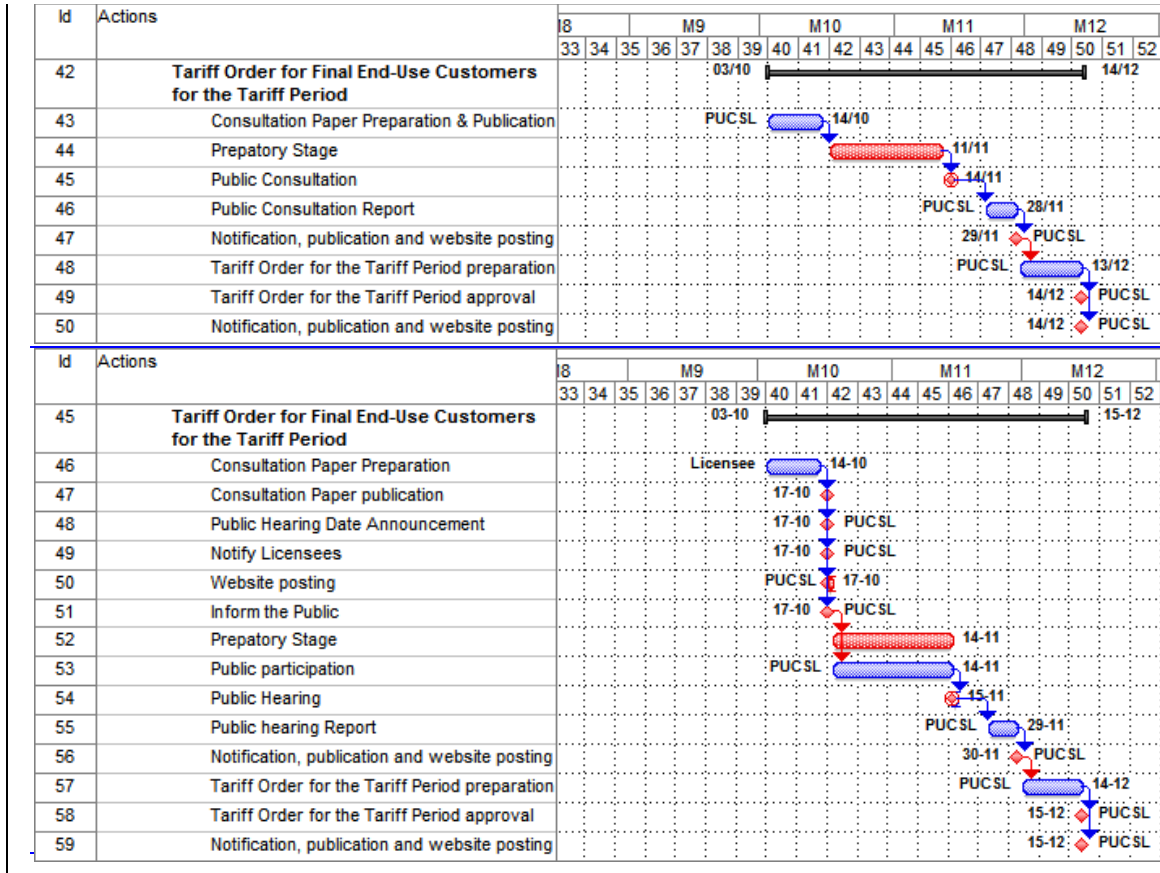 Id Actions I8 M9 M10 M11 M12
33 34 35 36 37 38 39 40 41 42 43 44 45 46 47 48 49 50 51 52
42 Tariff Order for Final End-Use Customers 03/10 14/12
for the Tariff Period
43 Consultation Paper Preparation & Publication PUCSL 14/10
44 Prepatory Stage 11/11
45 Public Consultation 14/11
46 Public Consultation Report PUCSL 28/11
47 Notification, publication and website posting 29/11 PUCSL
48 Tariff Order for the Tariff Period preparation PUCSL 13/12
49 Tariff Order for the Tariff Period approval 14/12 PUCSL
50 Notification, publication and website posting 14/12 PUCSL
Id Actions I8 M9 M10 M11 M12
33 34 35 36 37 38 39 40 41 42 43 44 45 46 47 48 49 50 51 52
45 Tariff Order for Final End-Use Customers 03-10 15-12
for the Tariff Period
46 Consultation Paper Preparation Licensee 14-10
47 Consultation Paper publication 17-10
48 Public Hearing Date Announcement 17-10 PUCSL
49 Notify Licensees 17-10 PUCSL
50 Website posting PUCSL 17-10
51 Inform the Public 17-10 PUCSL
52 Prepatory Stage 14-11
53 Public participation PUCSL 14-11
54 Public Hearing 15-11
55 Public hearing Report PUCSL 29-11
56 Notification, publication and website posting 30-11 PUCSL
57 Tariff Order for the Tariff Period preparation PUCSL 14-12
58 Tariff Order for the Tariff Period approval 15-12 PUCSL
59 Notification, publication and website posting 15-12 PUCSL